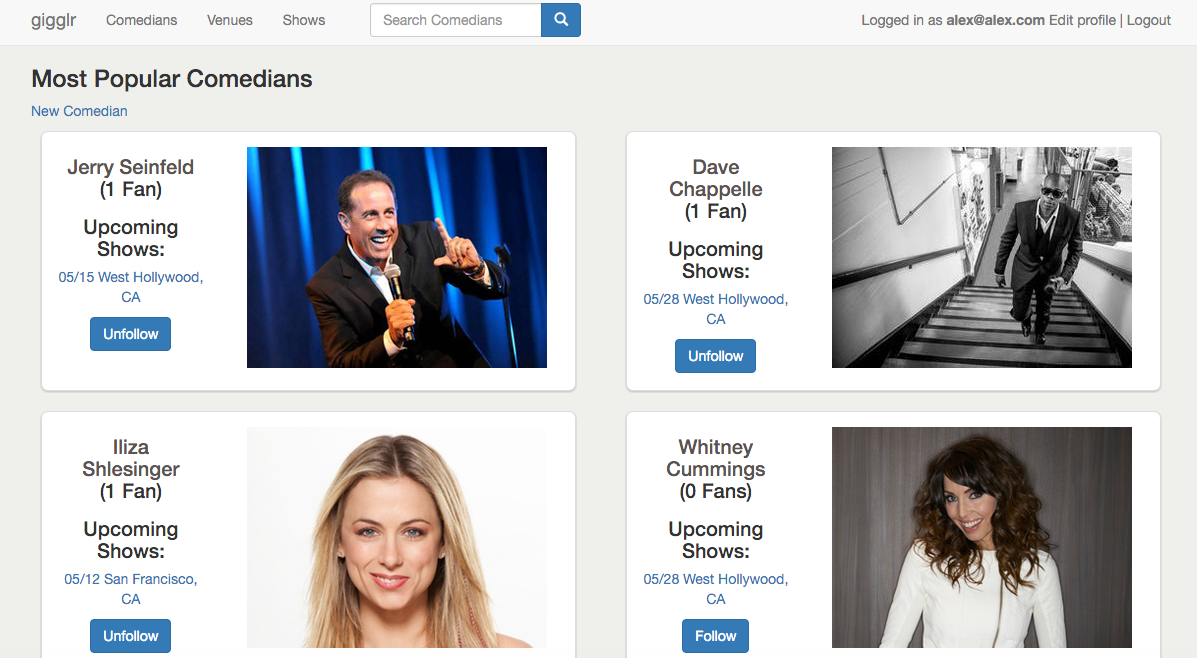 gigglr Comedians Venues Shows Search Comedians Logged in as alex@alex.com Edit profile | Logout
Most Popular Comedians
New Comedian
Jerry Seinfeld
(1 Fan)
Upcoming
Shows:
05/15 West Hollywood,
CA
Unfollow
Dave
Chappelle
(1 Fan)
Upcoming
Shows:
05/28 West Hollywood,
CA
Unfollow
Iliza
Shlesinger
(1 Fan)
Upcoming
Shows:
05/12 San Francisco,
CA
Unfollow
Whitney
Cummings
(0 Fans)
Upcoming
Shows:
05/28 West Hollywood,
CA
Follow